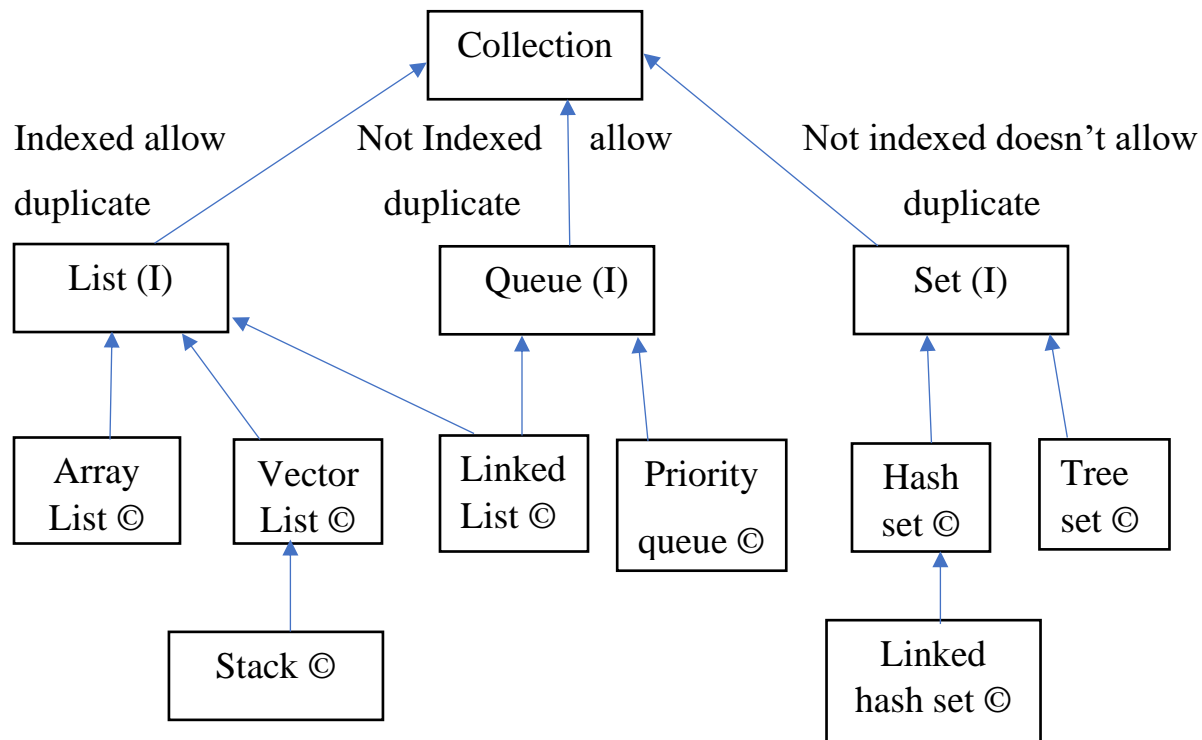 Collection
Indexed allow
duplicate
Not Indexed allow
duplicate
Not indexed doesn’t allow
duplicate
List (I)
Queue (I)
Set (I)
Array
List ©
Vector
List ©
Linked
List ©
Priority
queue ©
Hash
set ©
Tree
set ©
Stack ©
Linked
hash set ©